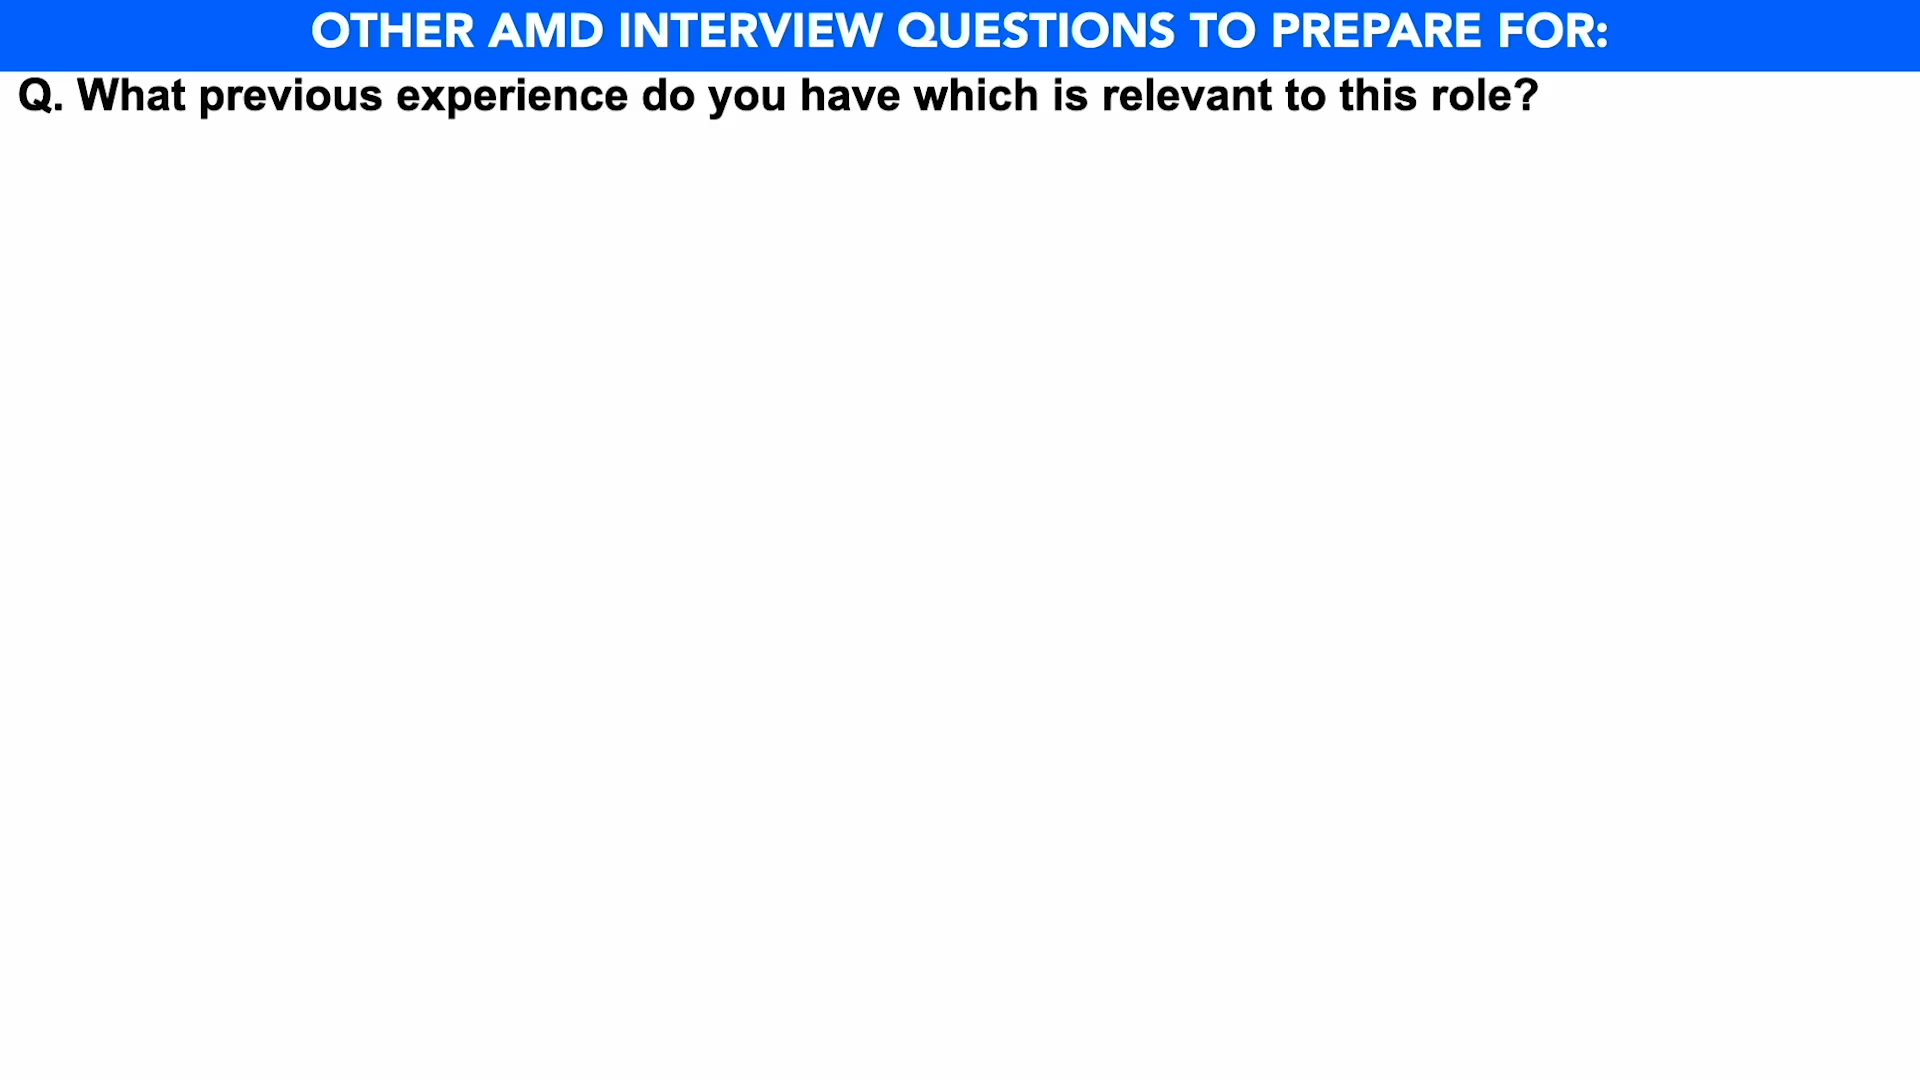 OTHER AMD INTERVIEW QUESTIONS TO PREPARE FOR:
Q. What previous experience do you have which is relevant to this role?